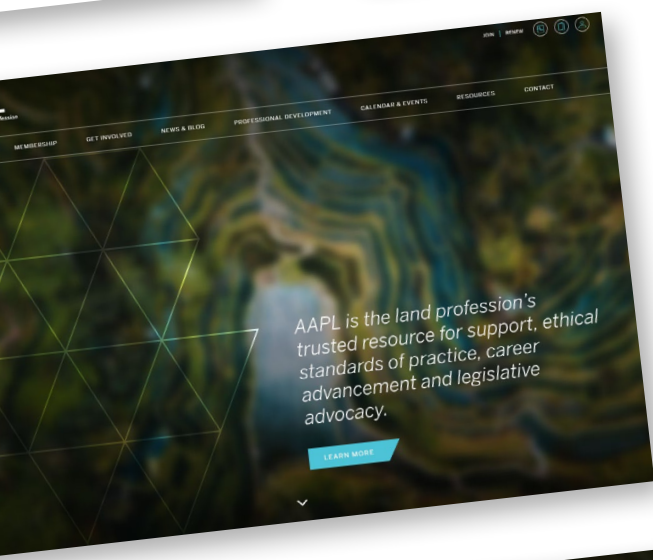 JOIN | RENEW
MEMBERSHIP GET INVOLVED NEWS & BLOG PROFESSIONAL DEVELOPMENT CALENDAR & EVENTS RESOURCES CONTACT
AAPL is the land profession's
trusted resource for support, ethical
standards of practice, career
advancement and legislative
advocacy.
LEARN MORE